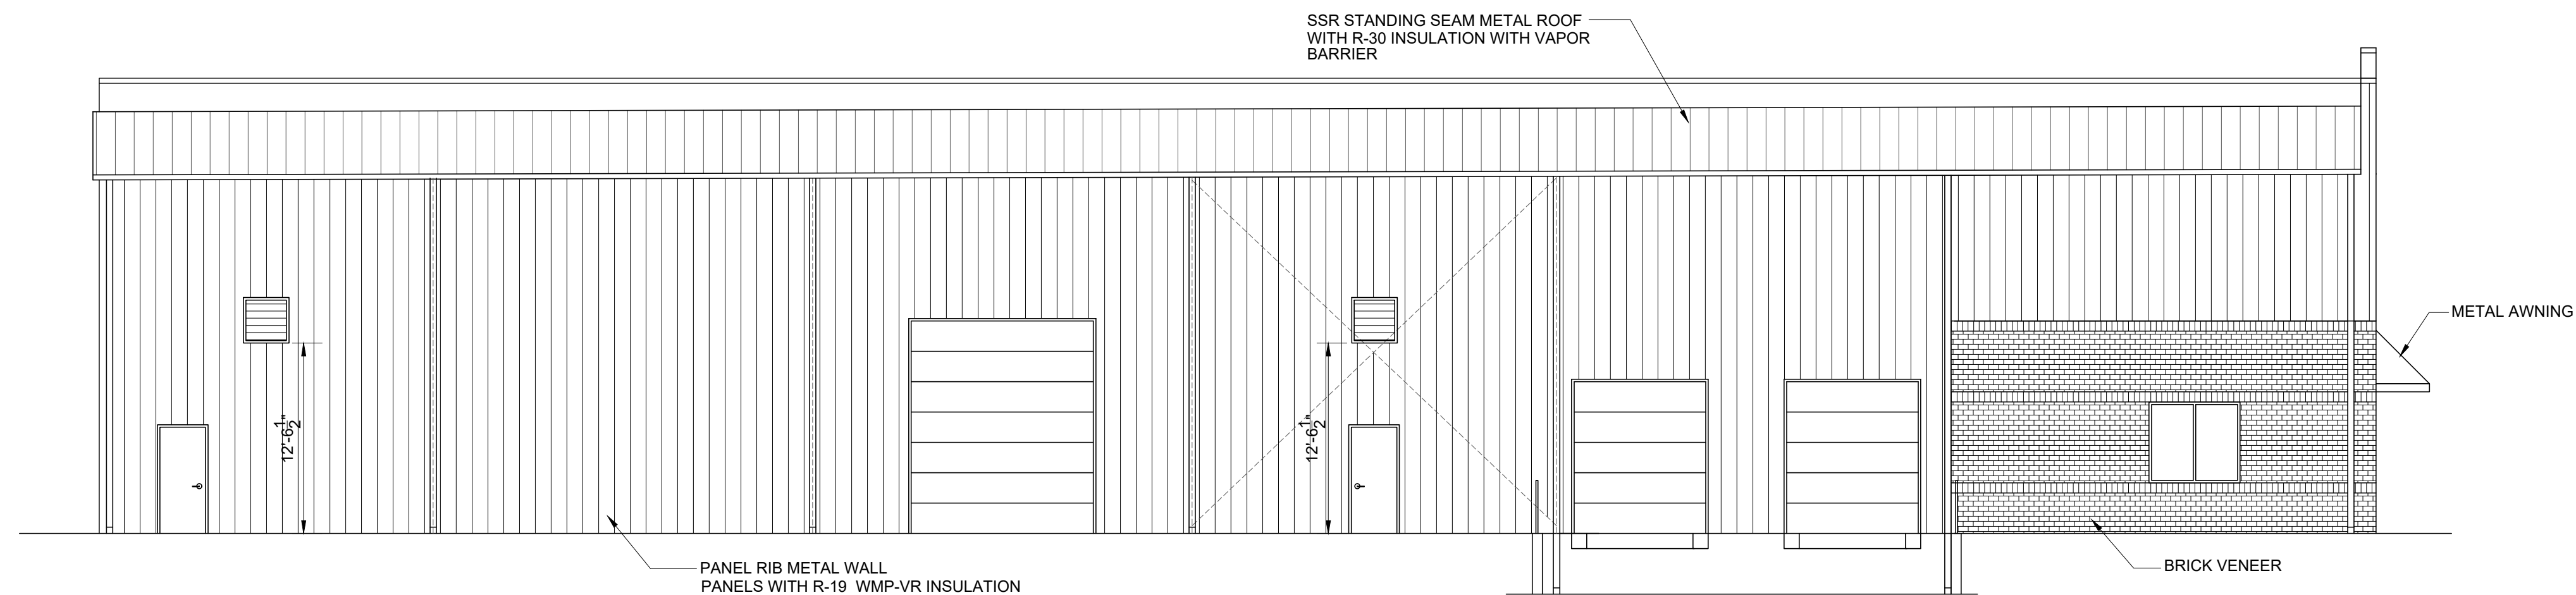 SSR STANDING SEAM METAL ROOF
WITH R-30 INSULATION WITH VAPOR
BARRIER
METAL AWNING
12'-6 1/2"
12'-6 1/2"
PANEL RIB METAL WALL
PANELS WITH R-19 WMP-VR INSULATION
BRICK VENEER